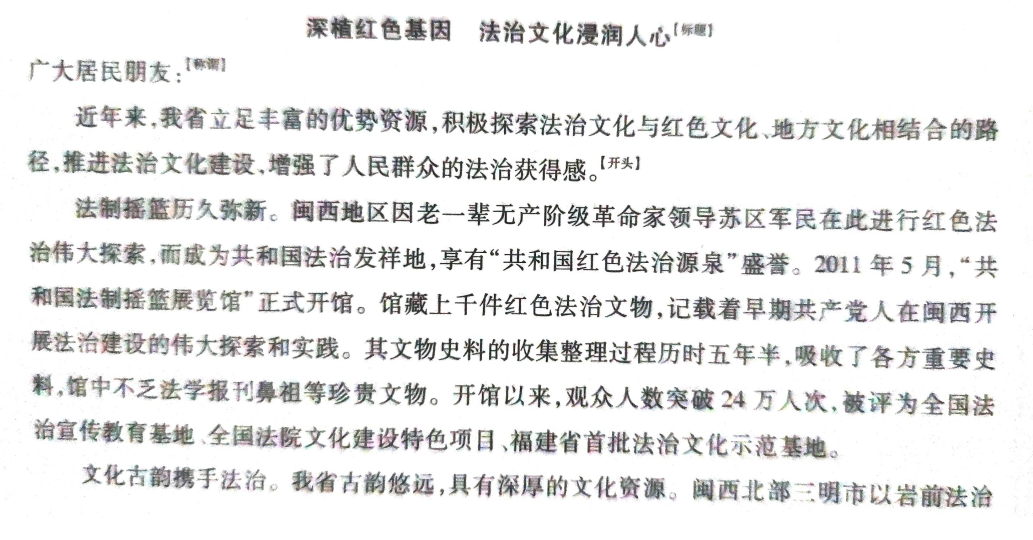 深植红色基因 法治文化浸润人心【标题】
广大居民朋友：【称谓】
近年来，我省立足丰富的优势资源，积极探索法治文化与红色文化、地方文化相结合的路
径，推进法治文化建设，增强了人民群众的法治获得感。【开头】
法制摇篮历久弥新。闽西地区因老一辈无产阶级革命家领导苏区军民在此进行红色法
治伟大探索，而成为共和国法治发祥地，享有“共和国红色法治源泉”盛誉。2011年5月，“共
和国法制摇篮展览馆”正式开馆。馆藏上千件红色法治文物，记载着早期共产党人在闽西开
展法治建设的伟大探索和实践。其文物史料的收集整理过程历时五年半，吸收了各方重要史
料，馆中不乏法学报刊鼻祖等珍贵文物。开馆以来，观众人数突破24万人次，被评为全国法
治宣传教育基地、全国法院文化建设特色项目、福建省首批法治文化示范基地。
文化古韵携手法治。我省古韵悠远，具有深厚的文化资源。闽西北部三明市以岩前法治